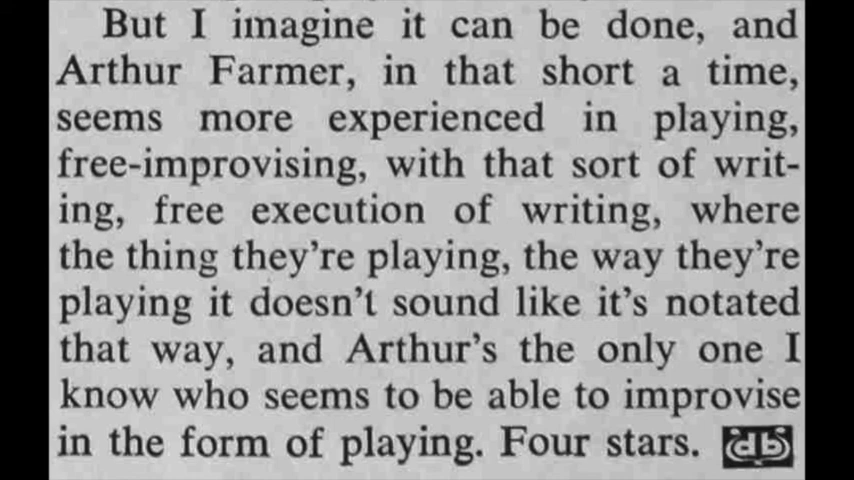 But I imagine it can be done, and
Arthur Farmer, in that short a time,
seems more experienced in playing,
free-improvising, with that sort of writ-
ing, free execution of writing, where
the thing they're playing, the way they're
playing it doesn't sound like it's notated
that way, and Arthur's the only one I
know who seems to be able to improvise
in the form of playing. Four stars. db